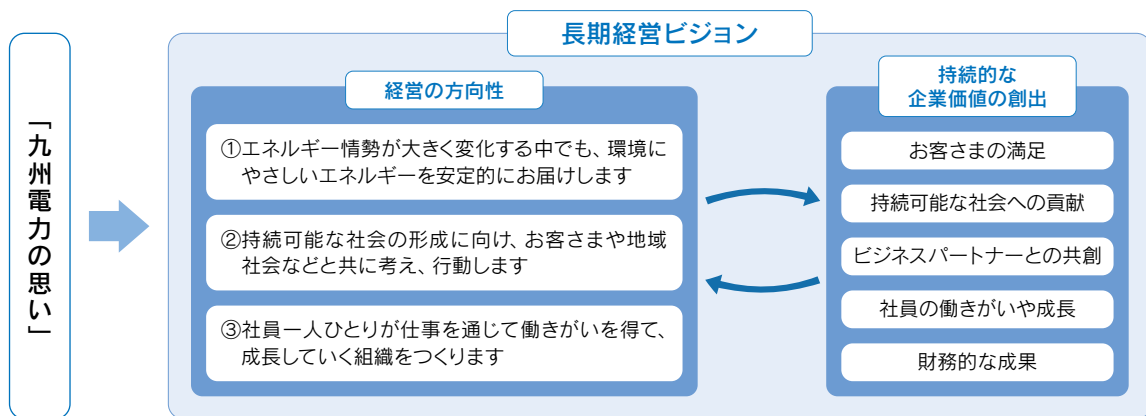 「九州電力の思い」
長期経営ビジョン
経営の方向性
①エネルギー情勢が大きく変化する中でも、環境に
やさしいエネルギーを安定的にお届けします
②持続可能な社会の形成に向け、お客さまや地域
社会などと共に考え、行動します
③社員一人ひとりが仕事を通じて働きがいを得て、
成長していく組織をつくります
持続的な
企業価値の創出
お客さまの満足
持続可能な社会への貢献
ビジネスパートナーとの共創
社員の働きがいや成長
財務的な成果